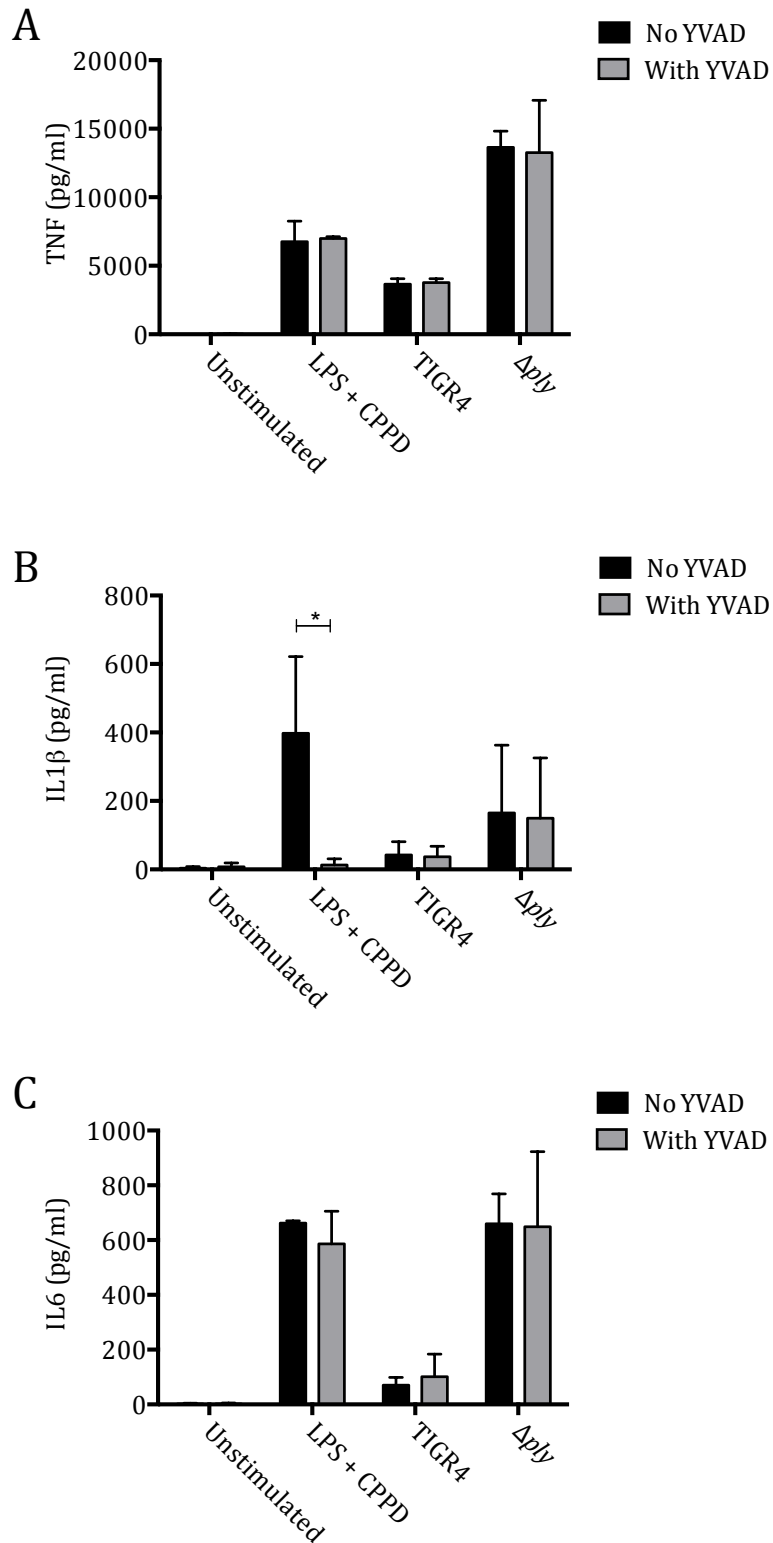 A
No YVAD
With YVAD
20000
15000
10000
5000
0
TNF (pg/ml)
Unstimulated
LPS + CPPD
TIGR4
Δply
B
No YVAD
With YVAD
800
600
400
200
0
IL1β (pg/ml)
*
Unstimulated
LPS + CPPD
TIGR4
Δply
C
No YVAD
With YVAD
1000
800
600
400
200
0
IL6 (pg/ml)
Unstimulated
LPS + CPPD
TIGR4
Δply